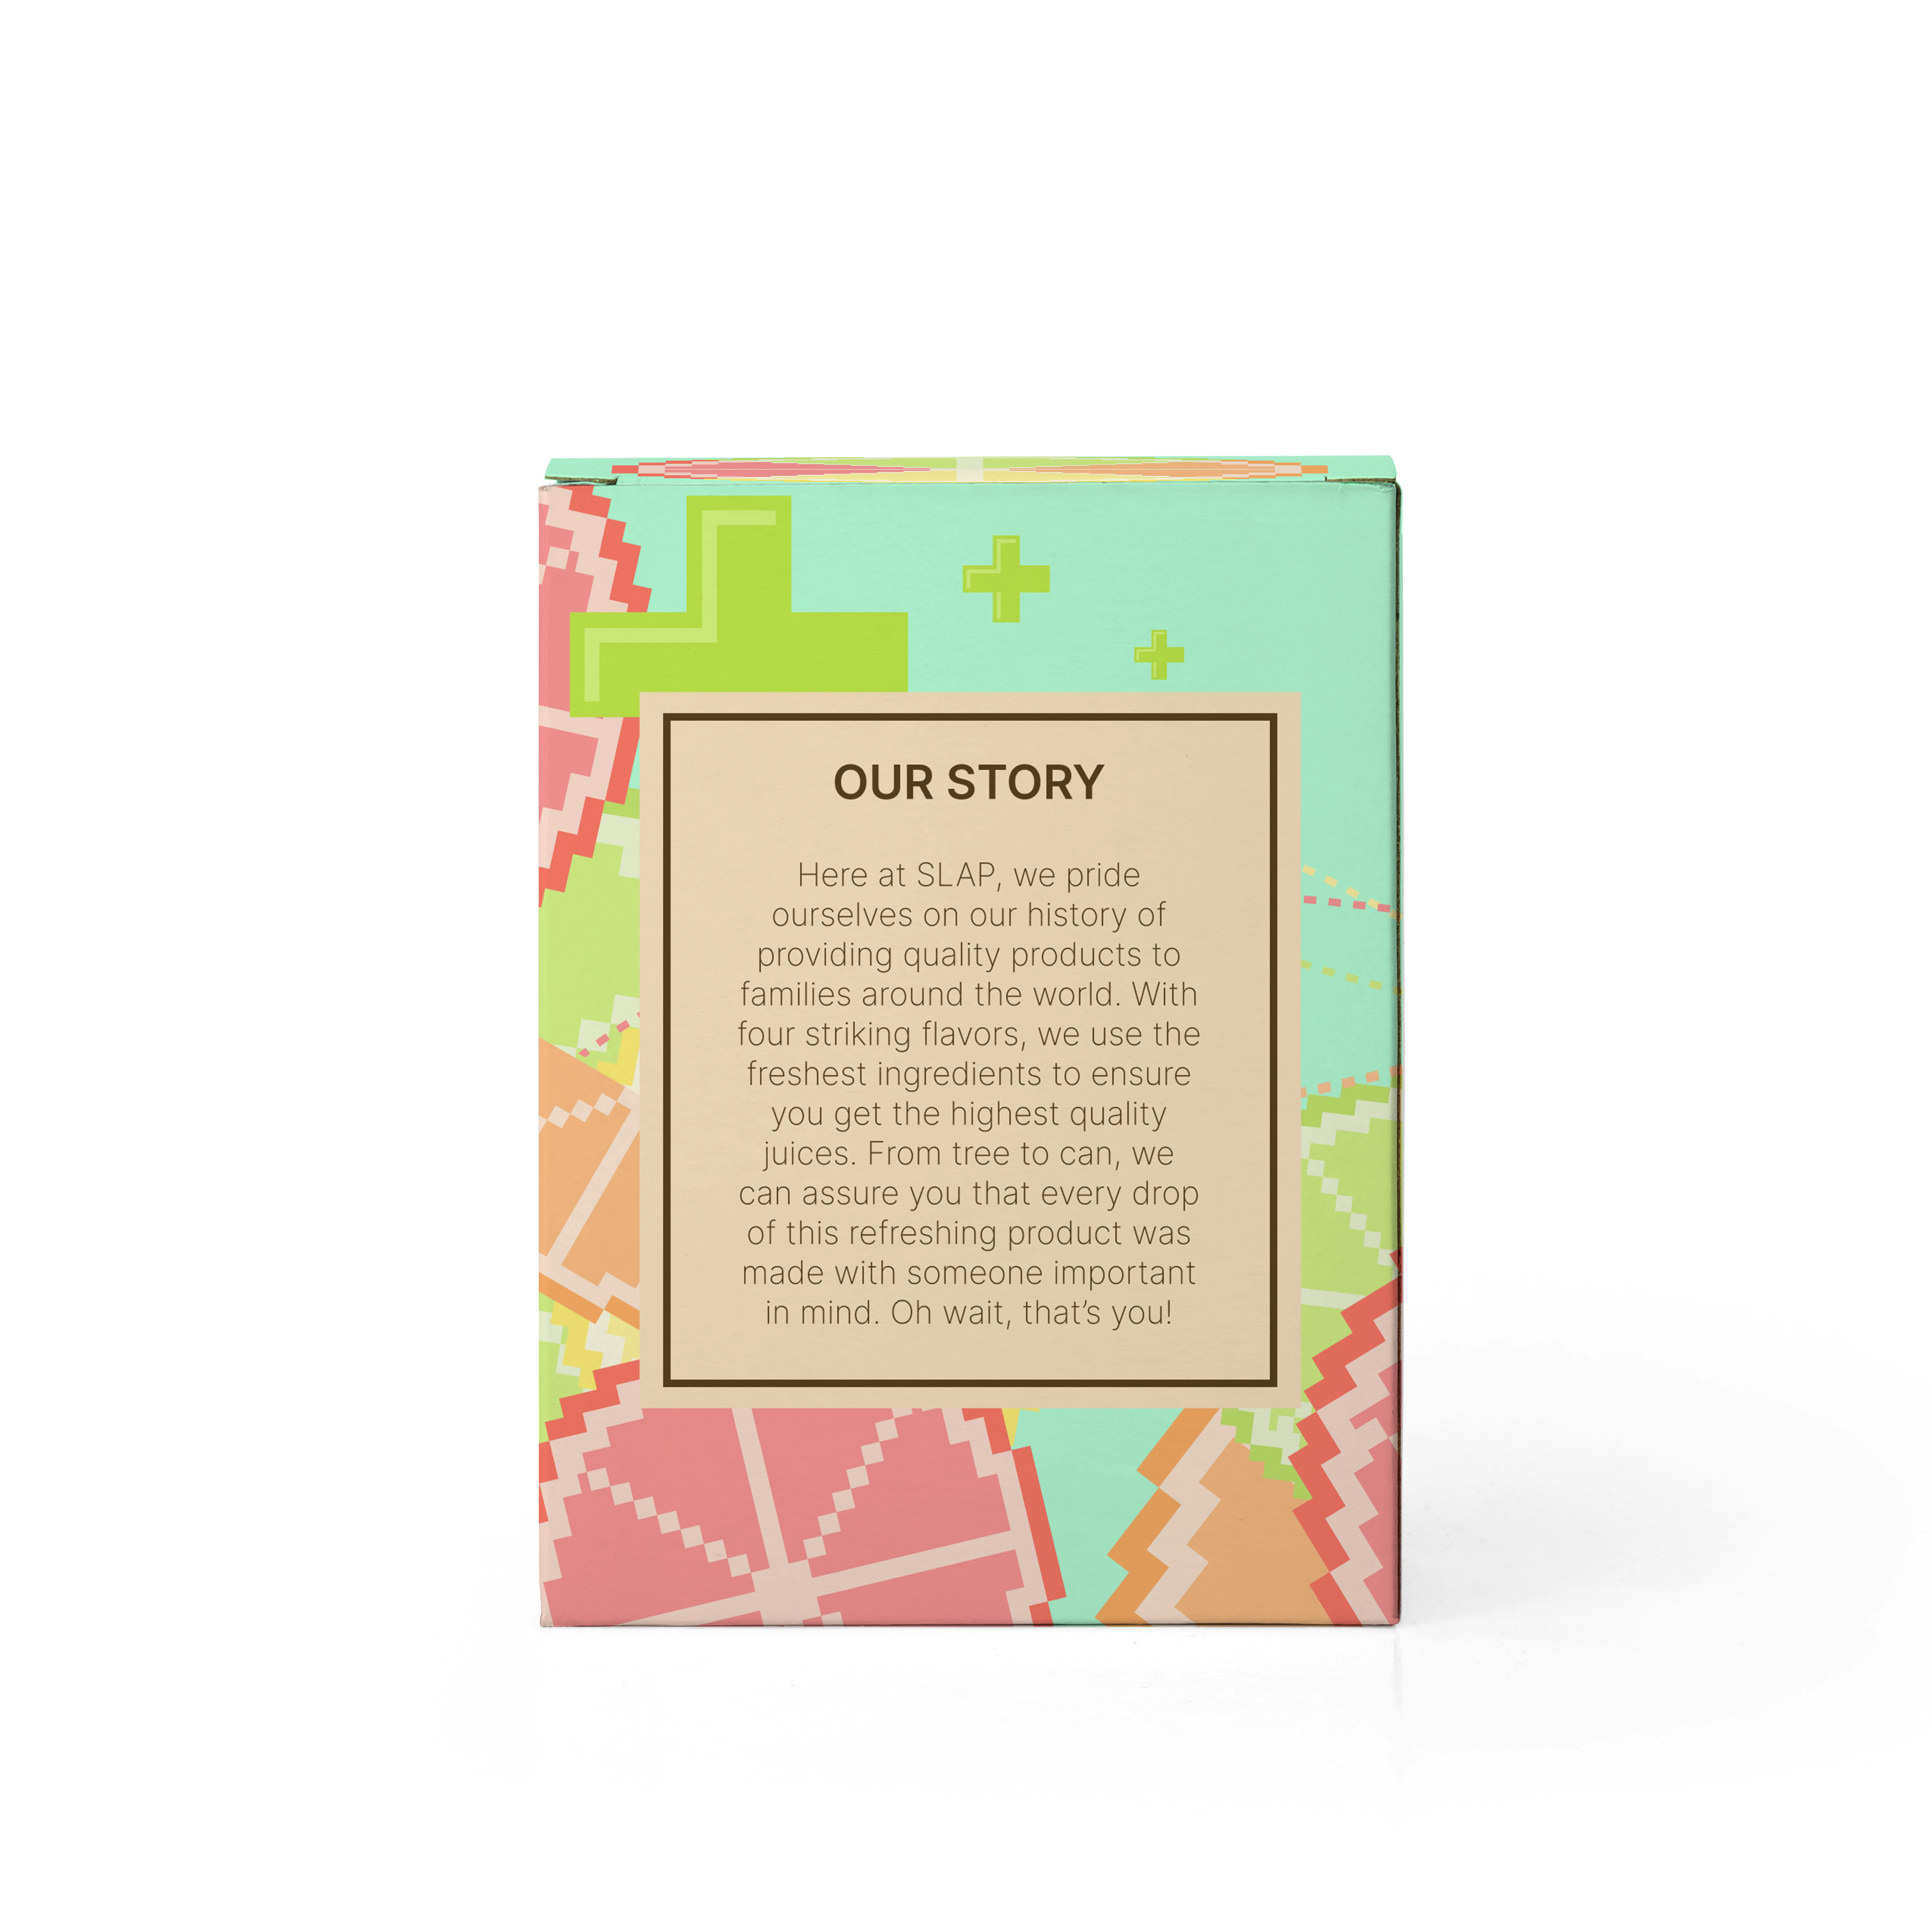 OUR STORY
Here at SLAP, we pride
ourselves on our history of
providing quality products to
families around the world. With
four striking flavors, we use the
freshest ingredients to ensure
you get the highest quality
juices. From tree to can, we
can assure you that every drop
of this refreshing product was
made with someone important
in mind. Oh wait, that’s you!